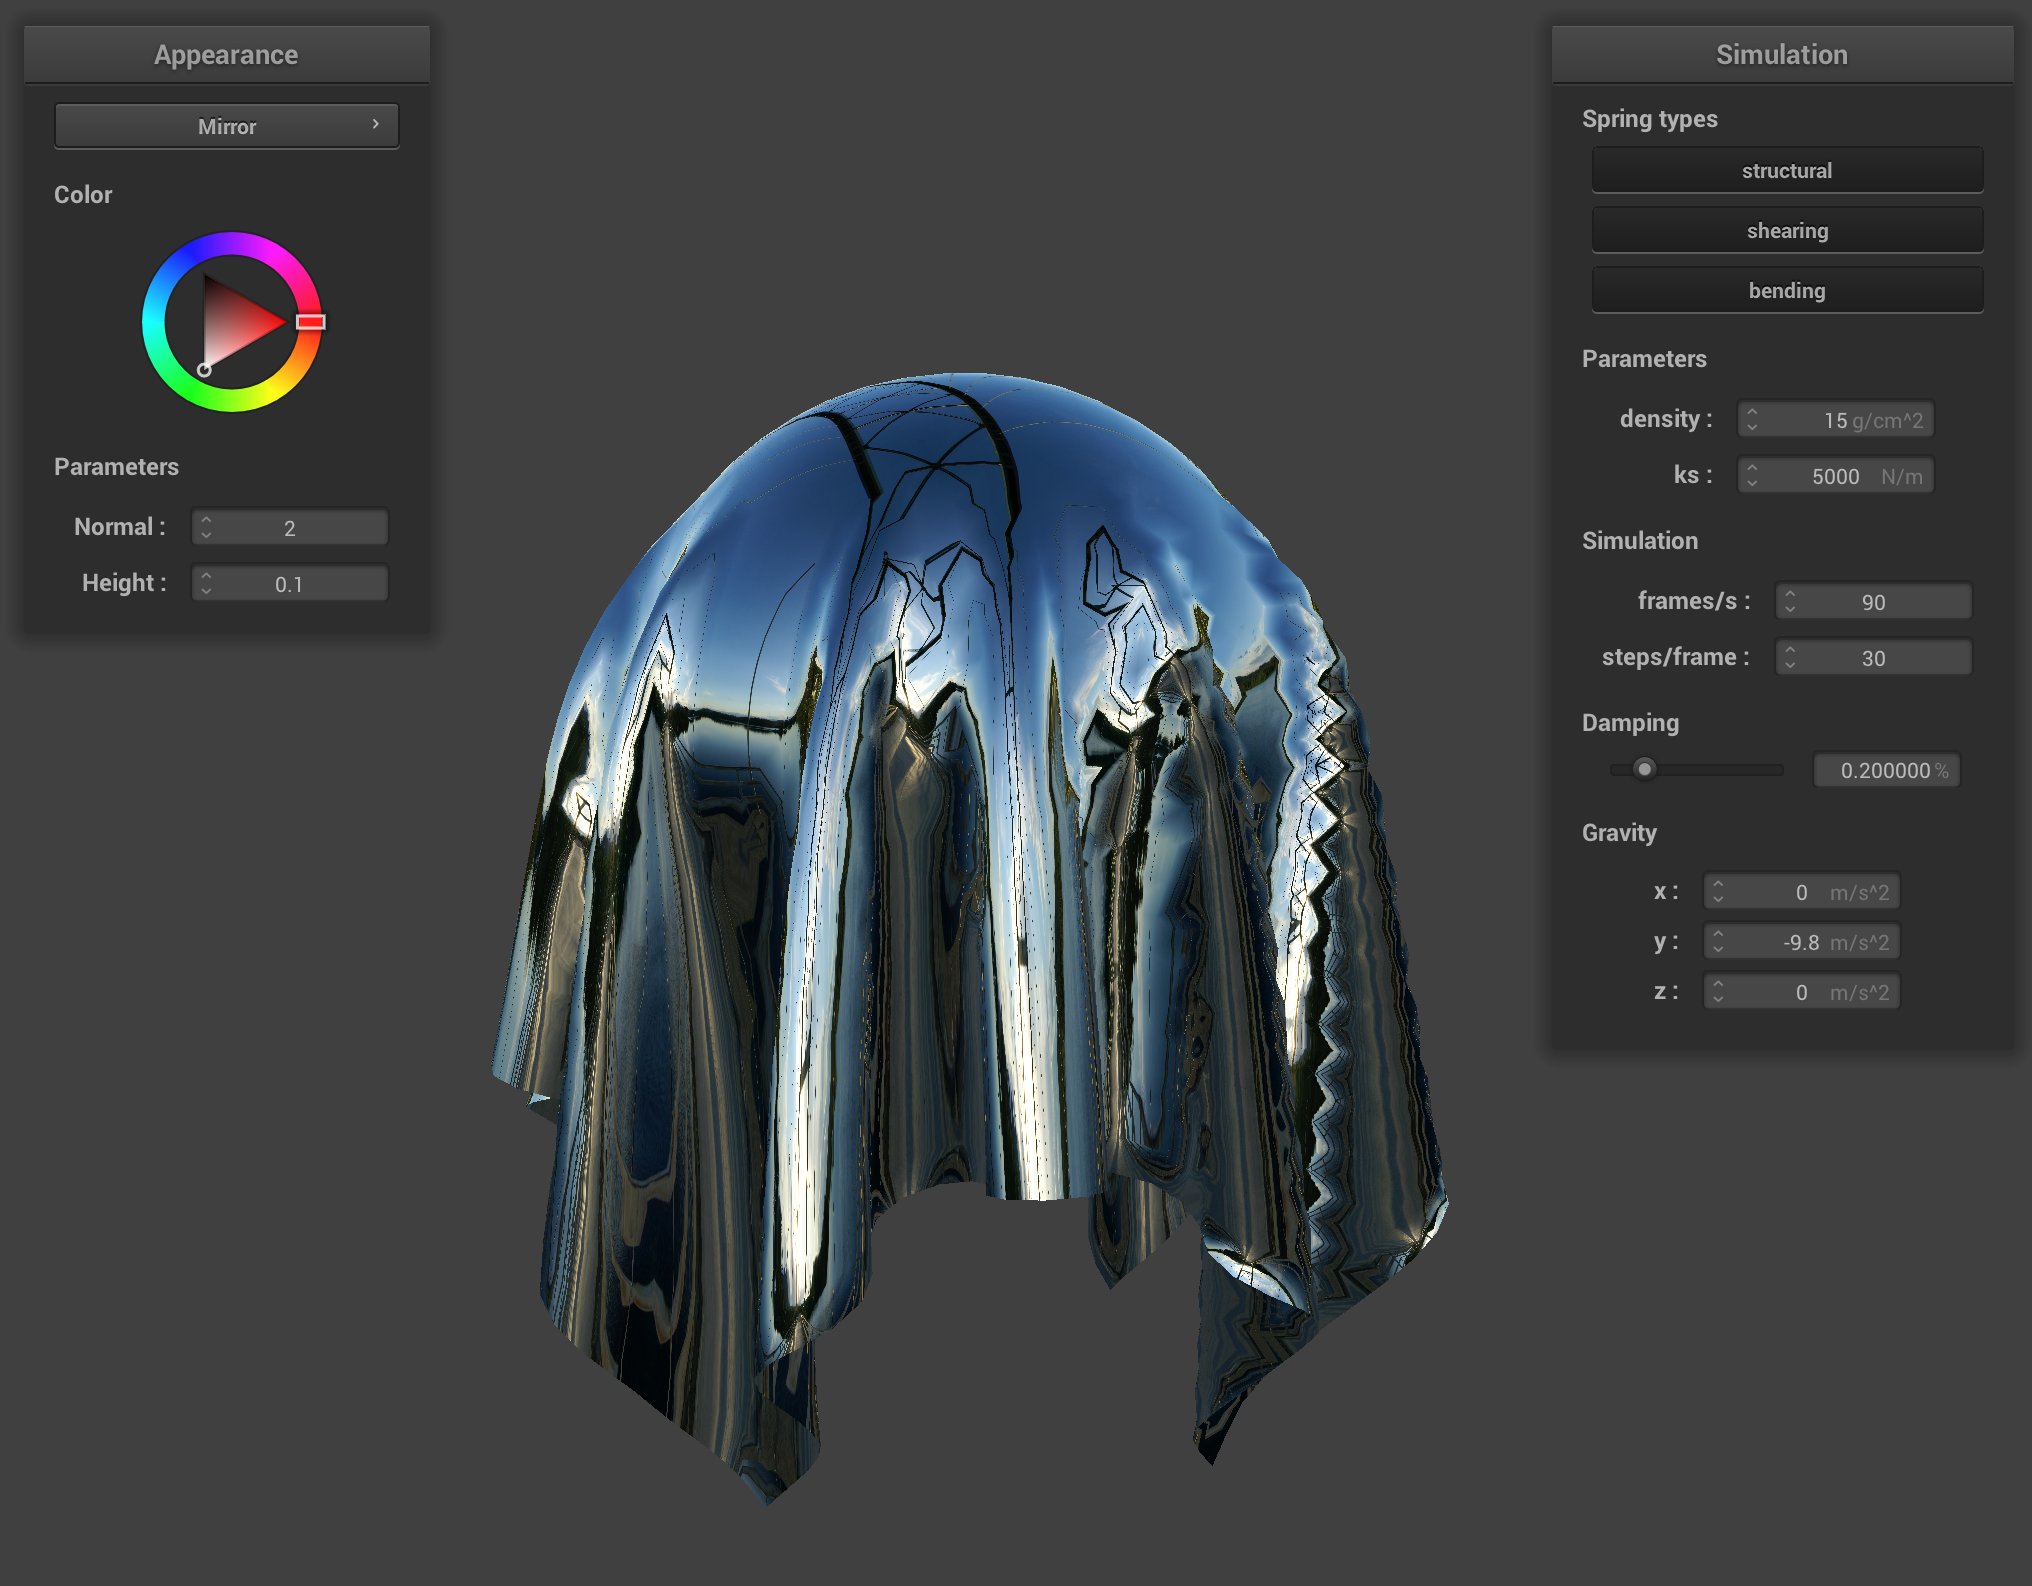 Appearance
Mirror
Color
Parameters
Normal : 2
Height : 0.1
Simulation
Spring types
structural
shearing
bending
Parameters
density : 15 g/cm^2
ks : 5000 N/m
Simulation
frames/s : 90
steps/frame : 30
Damping
0.200000 %
Gravity
x : 0 m/s^2
y : -9.8 m/s^2
z : 0 m/s^2